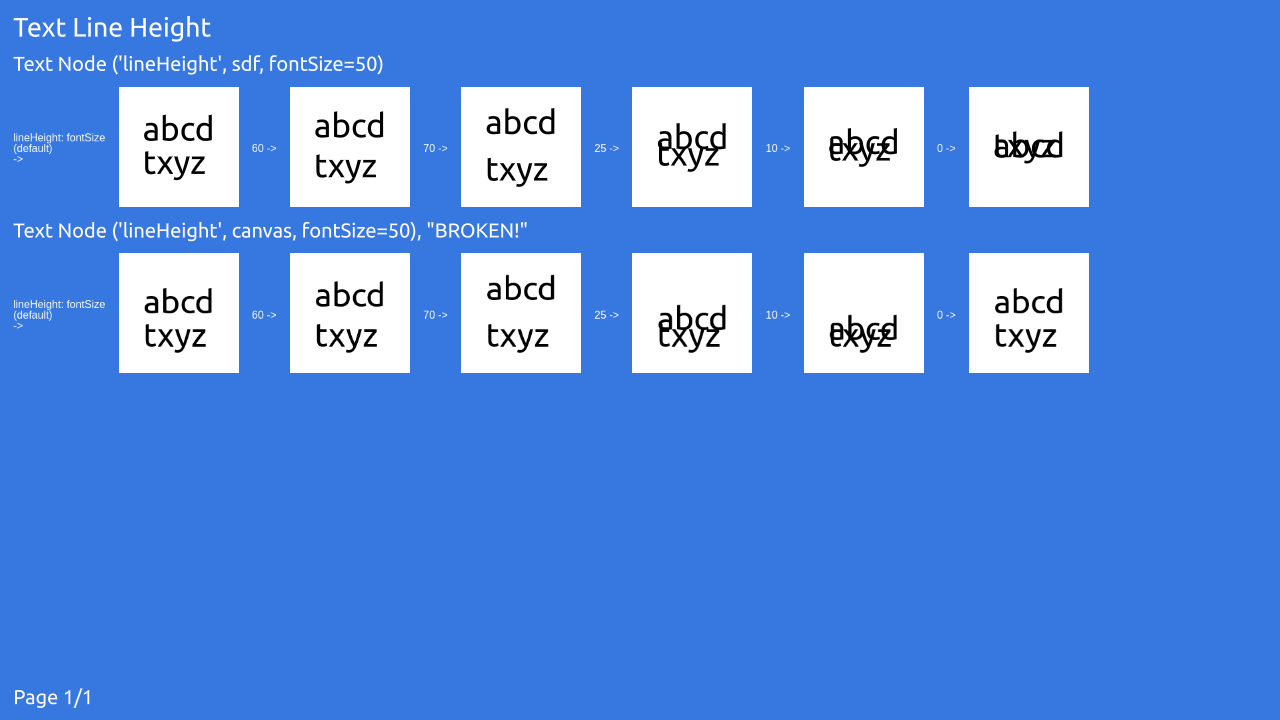 Text Line Height
Text Node ('lineHeight', sdf, fontSize=50)
lineHeight: fontSize
(default)
->
abcd
txyz
60 ->
abcd
txyz
70 ->
abcd
txyz
25 ->
abcd
txyz
10 ->
abcd
txyz
0 ->
abcd
txyz
Text Node ('lineHeight', canvas, fontSize=50), "BROKEN!"
lineHeight: fontSize
(default)
->
abcd
txyz
60 ->
abcd
txyz
70 ->
abcd
txyz
25 ->
abcd
txyz
10 ->
abcd
txyz
0 ->
abcd
txyz
Page 1/1